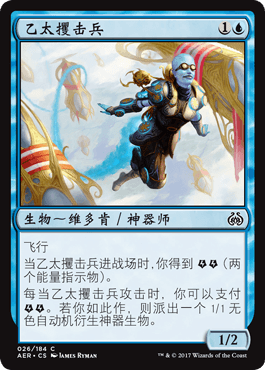 乙太攫击兵 1
生物～维多肯／神器师
飞行
当乙太攫击兵进战场时，你得到（两
个能量指示物）。
每当乙太攫击兵攻击时，你可以支付
。若你如此作，则派出一个 1/1 无
色自动机衍生神器生物。
1/2
026/184 C
AER • CS JAMES RYMAN
™ & © 2017 Wizards of the Coast